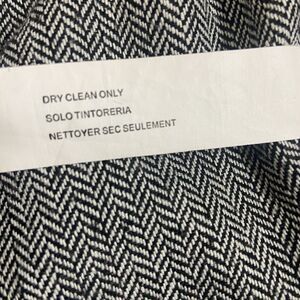 DRY CLEAN ONLY
SOLO TINTORERIA
NETTOYER SEC SEULEMENT